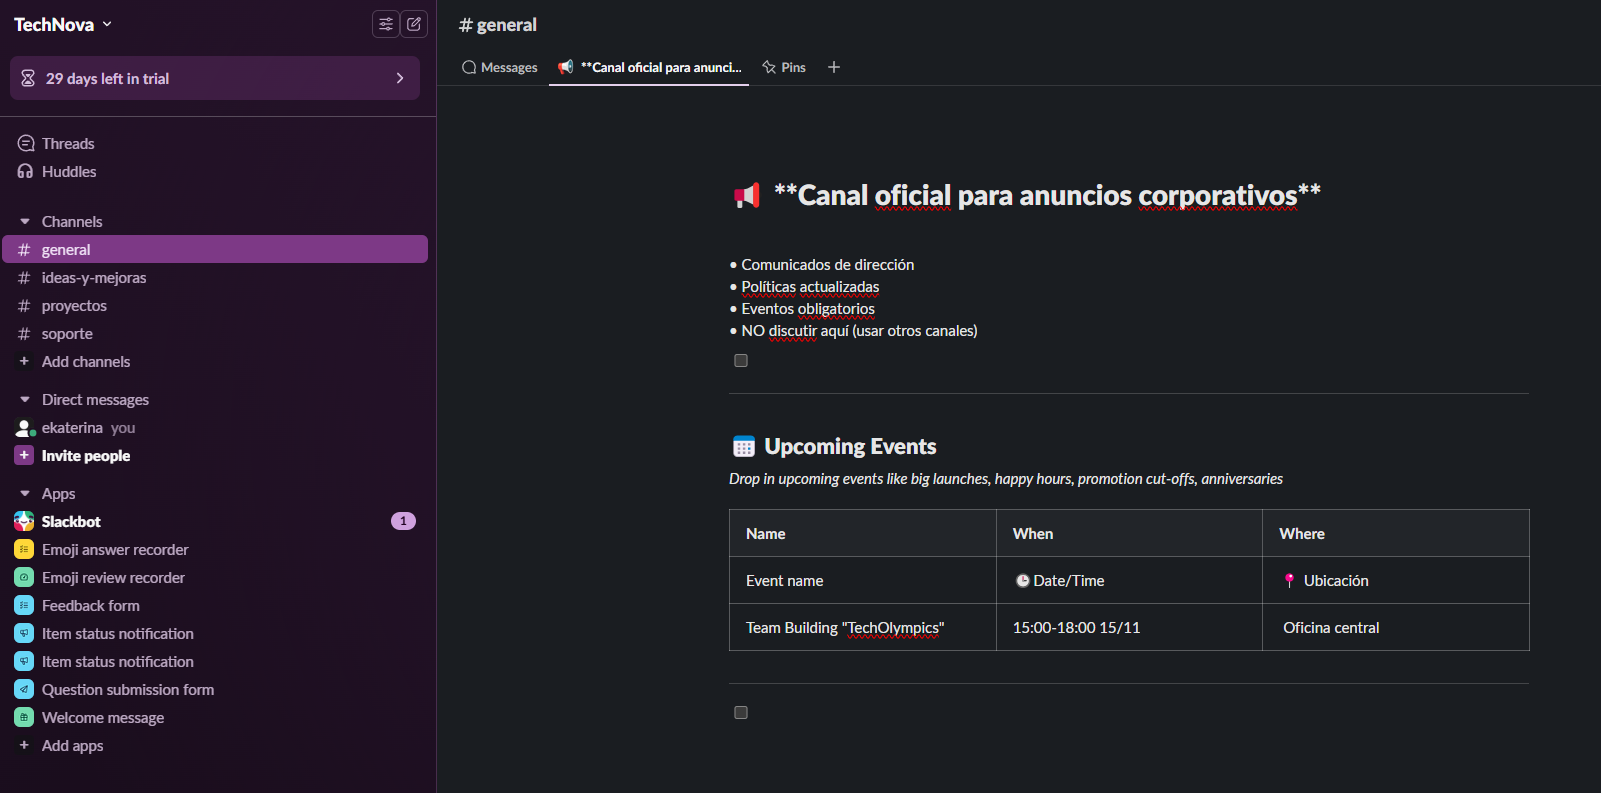 TechNova
29 days left in trial
Threads
Huddles
Channels
# general
# ideas-y-mejoras
# proyectos
# soporte
+ Add channels
Direct messages
ekaterina you
+ Invite people
Apps
Slackbot 1
Emoji answer recorder
Emoji review recorder
Feedback form
Item status notification
Item status notification
Question submission form
Welcome message
+ Add apps
# general
Messages 📢 **Canal oficial para anunci... Pins +
📢 **Canal oficial para anuncios corporativos**
• Comunicados de dirección
• Políticas actualizadas
• Eventos obligatorios
• NO discutir aquí (usar otros canales)
📅 Upcoming Events
Drop in upcoming events like big launches, happy hours, promotion cut-offs, anniversaries
Name When Where
Event name 🕒 Date/Time 📍 Ubicación
Team Building "TechOlympics" 15:00-18:00 15/11 Oficina central